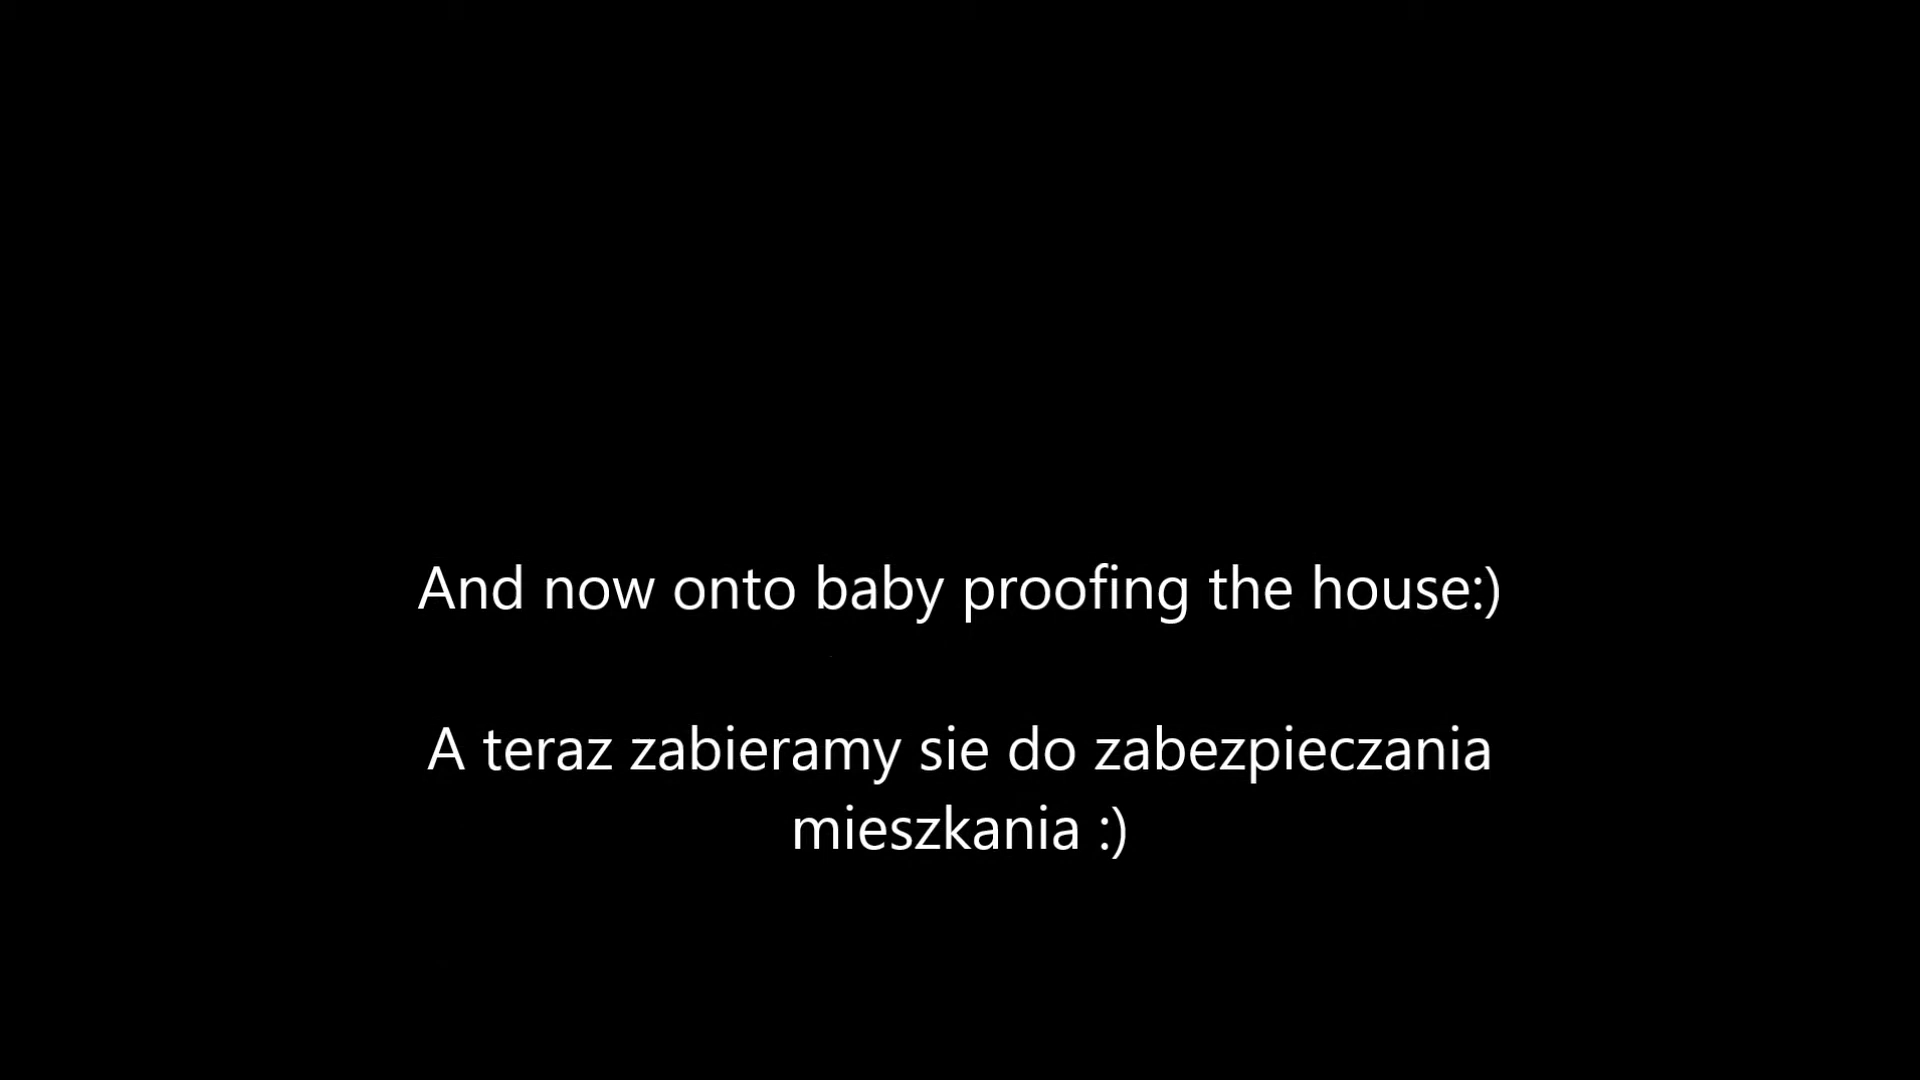 And now onto baby proofing the house:)
A teraz zabieramy sie do zabezpieczania
mieszkania :)